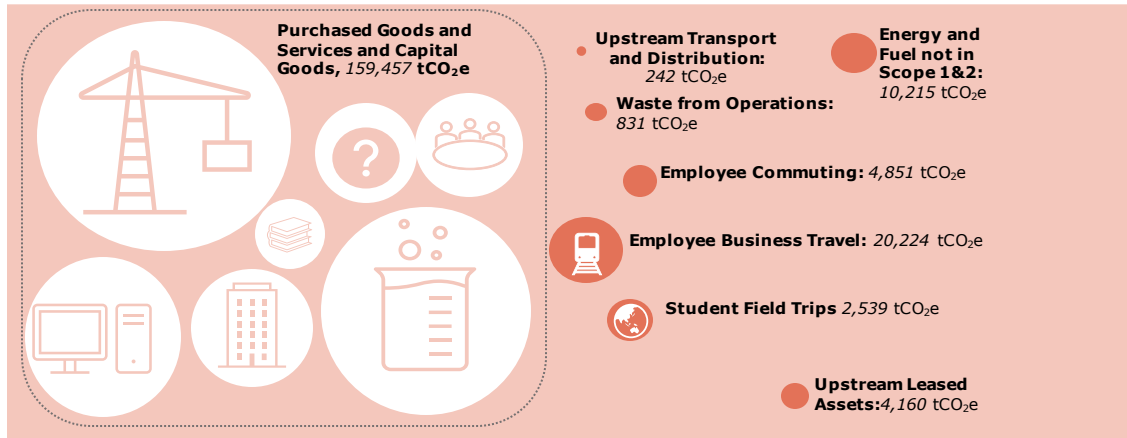 Purchased Goods and
Services and Capital
Goods, 159,457 tCO₂e
?
Upstream Transport
and Distribution:
242 tCO₂e
Energy and
Fuel not in
Scope 1&2:
10,215 tCO₂e
Waste from Operations:
831 tCO₂e
Employee Commuting: 4,851 tCO₂e
Employee Business Travel: 20,224 tCO₂e
Student Field Trips 2,539 tCO₂e
Upstream Leased
Assets:4,160 tCO₂e